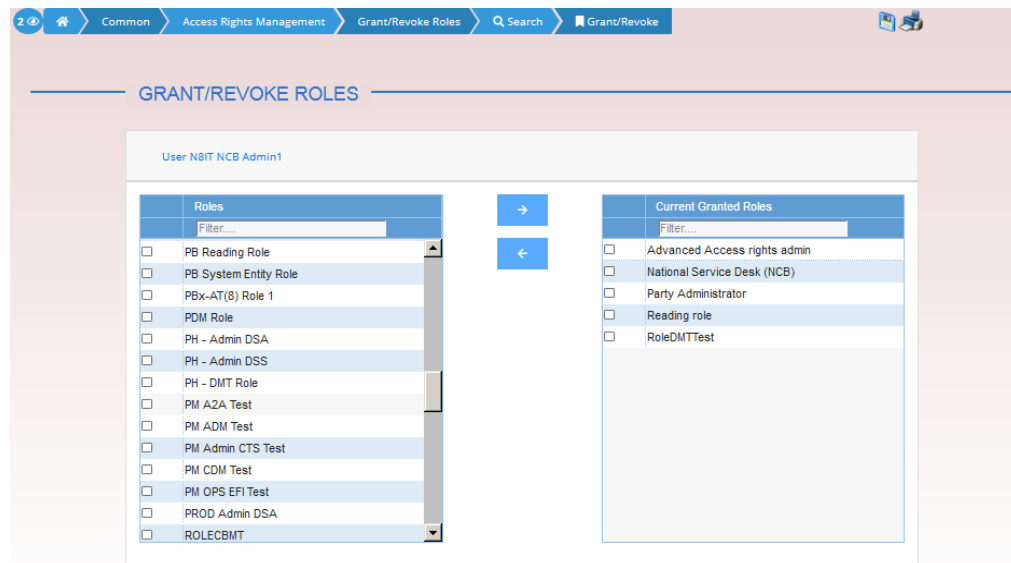 2 Common Access Rights Management Grant/Revoke Roles Search Grant/Revoke
GRANT/REVOKE ROLES
User N8IT NCB Admin1
Roles
Filter....
PB Reading Role
PB System Entity Role
PBx-AT(8) Role 1
PDM Role
PH - Admin DSA
PH - Admin DSS
PH - DMT Role
PM A2A Test
PM ADM Test
PM Admin CTS Test
PM CDM Test
PM OPS EFI Test
PROD Admin DSA
ROLECBMT
Current Granted Roles
Filter....
Advanced Access rights admin
National Service Desk (NCB)
Party Administrator
Reading role
RoleDMTTest